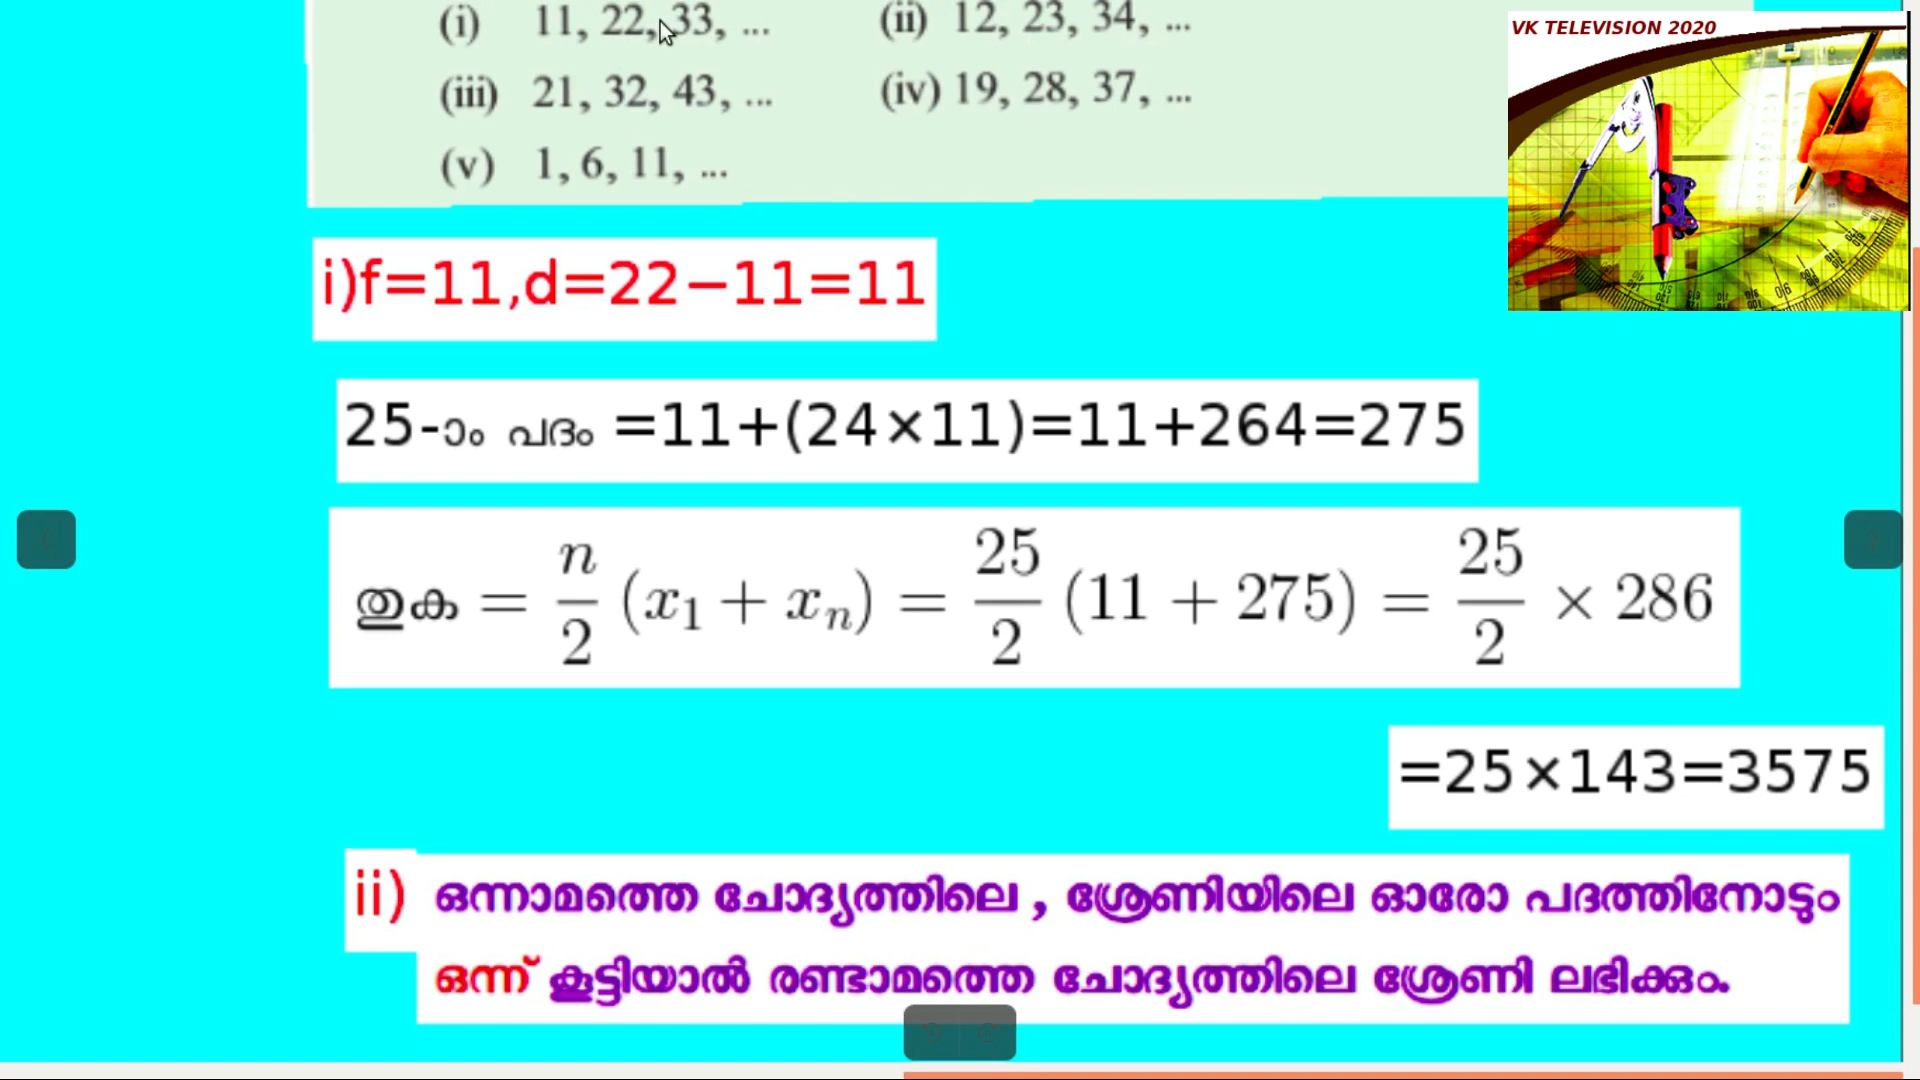 (i) 11, 22, 33, ... (ii) 12, 23, 34, ...
(iii) 21, 32, 43, ... (iv) 19, 28, 37, ...
(v) 1, 6, 11, ...
VK TELEVISION 2020
i)f=11,d=22−11=11
25-ാം പദം =11+(24×11)=11+264=275
തുക = n/2 (x₁ + xₙ) = 25/2 (11 + 275) = 25/2 × 286
=25×143=3575
ii) ഒന്നാമത്തെ ചോദ്യത്തിലെ , ശ്രേണിയിലെ ഓരോ പദത്തിനോടും
ഒന്ന് കൂട്ടിയാൽ രണ്ടാമത്തെ ചോദ്യത്തിലെ ശ്രേണി ലഭിക്കും.